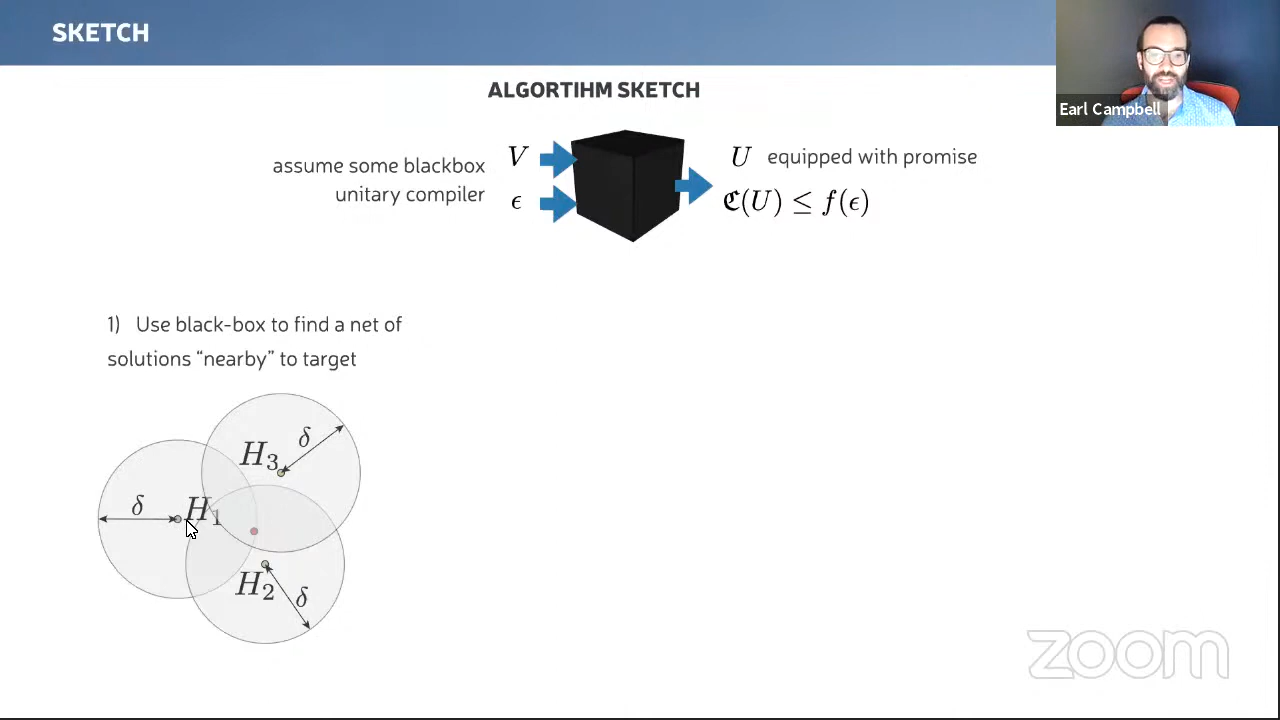 SKETCH
ALGORTIHM SKETCH
Earl Campbell
assume some blackbox
unitary compiler
V
ϵ
U equipped with promise
ℭ(U) ≤ f(ϵ)
1) Use black-box to find a net of
solutions “nearby” to target
H₃
δ
δ
H₁
H₂
δ
zoom